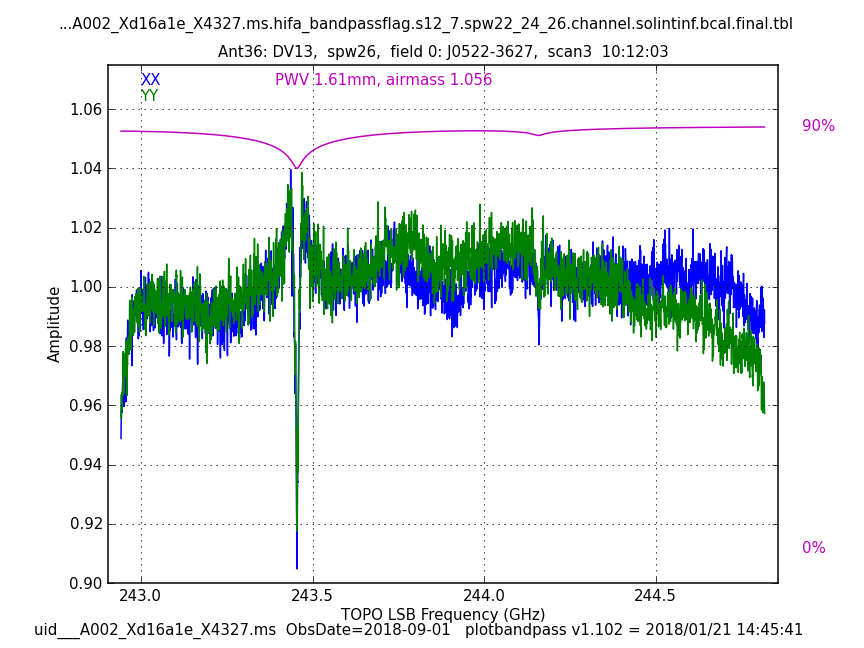 ...A002_Xd16a1e_X4327.ms.hifa_bandpassflag.s12_7.spw22_24_26.channel.solintinf.bcal.final.tbl
Ant36: DV13, spw26, field 0: J0522-3627, scan3 10:12:03
XX
PWV 1.61mm, airmass 1.056
YY
1.06
90%
1.04
1.02
1.00
Amplitude
0.98
0.96
0.94
0.92
0%
0.90
243.0 243.5 244.0 244.5
TOPO LSB Frequency (GHz)
uid___A002_Xd16a1e_X4327.ms ObsDate=2018-09-01 plotbandpass v1.102 = 2018/01/21 14:45:41